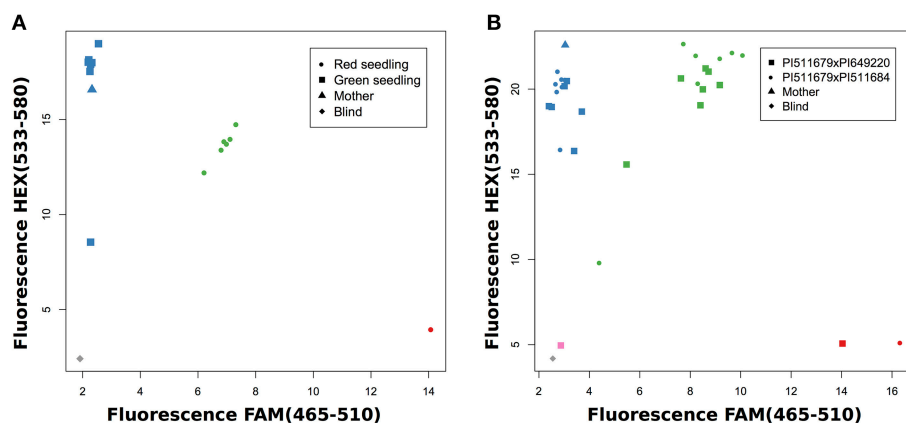 A
Fluorescence HEX(533-580)
15
10
5
Red seedling
Green seedling
Mother
Blind
2 4 6 8 10 12 14
Fluorescence FAM(465-510)
B
Fluorescence HEX(533-580)
20
15
10
5
PI511679xPI649220
PI511679xPI511684
Mother
Blind
2 4 6 8 10 12 14 16
Fluorescence FAM(465-510)